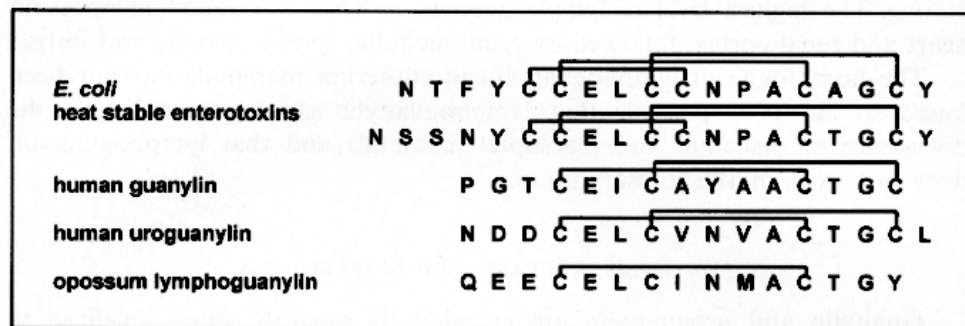 E. coli N T F Y C C E L C C N P A C A G C Y
heat stable enterotoxins
N S S N Y C C E L C C N P A C T G C Y
human guanylin P G T C E I C A Y A A C T G C
human uroguanylin N D D C E L C V N V A C T G C L
opossum lymphoguanylin Q E E C E L C I N M A C T G Y